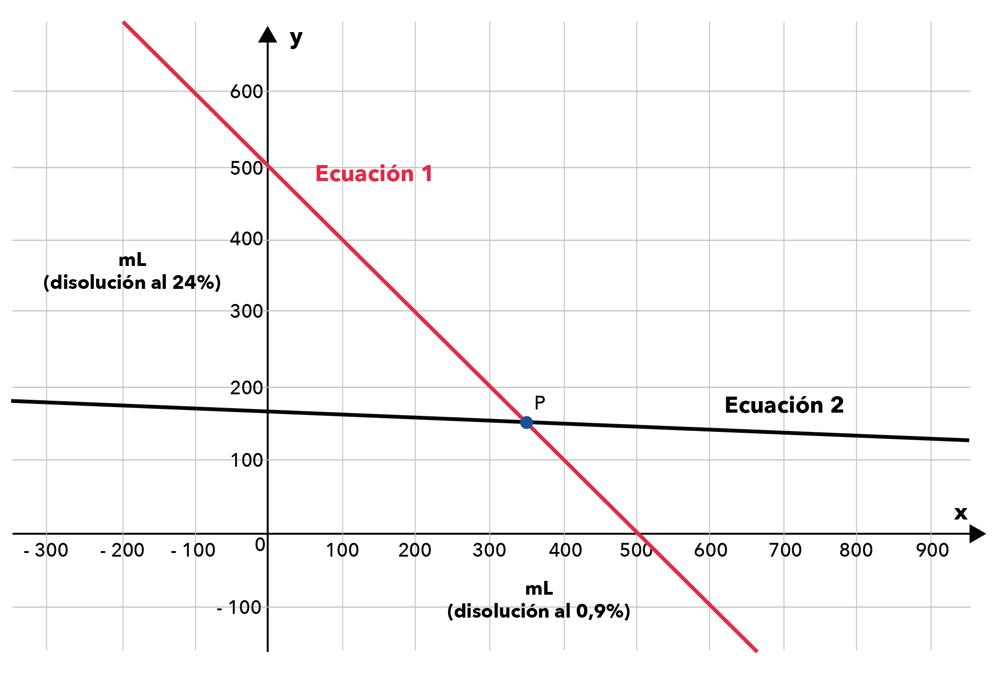 y
600
500
Ecuación 1
400
mL
(disolución al 24%)
300
200
P
Ecuación 2
100
x
- 300 - 200 - 100 0 100 200 300 400 500 600 700 800 900
mL
- 100
(disolución al 0,9%)